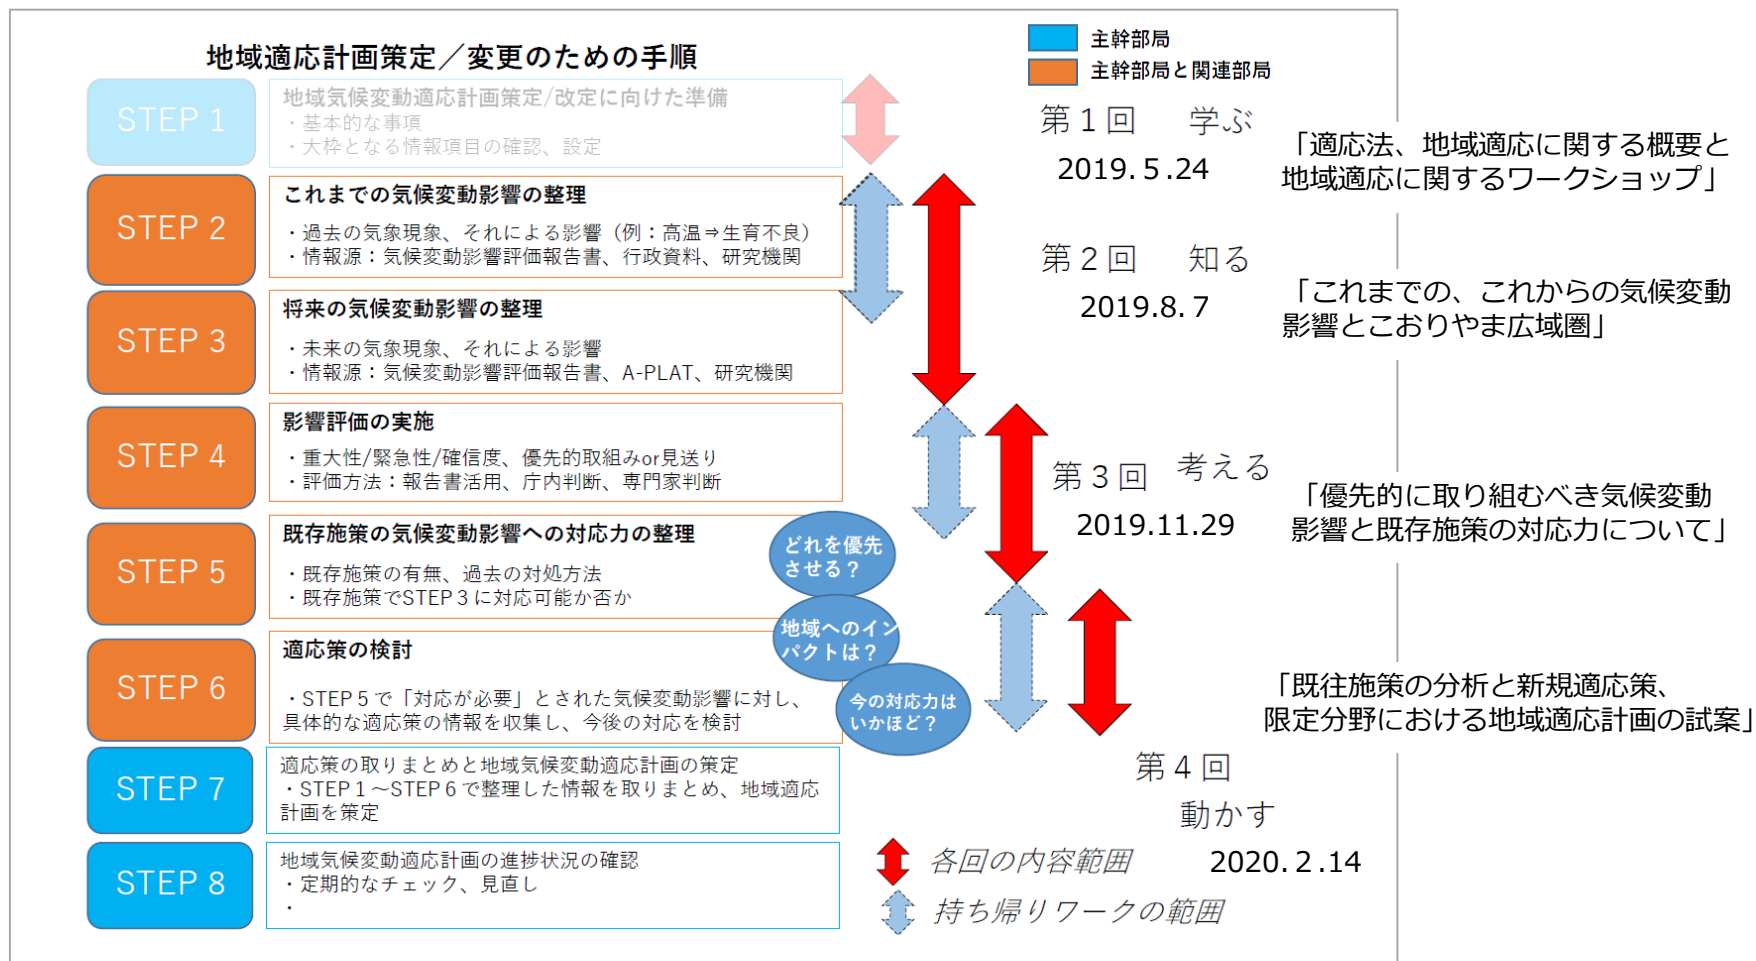 地域適応計画策定／変更のための手順
主幹部局
主幹部局と関連部局
STEP 1
地域気候変動適応計画策定/改定に向けた準備
・基本的な事項
・大枠となる情報項目の確認、設定
STEP 2
これまでの気候変動影響の整理
・過去の気象現象、それによる影響（例：高温⇒生育不良）
・情報源：気候変動影響評価報告書、行政資料、研究機関
STEP 3
将来の気候変動影響の整理
・未来の気象現象、それによる影響
・情報源：気候変動影響評価報告書、A-PLAT、研究機関
STEP 4
影響評価の実施
・重大性/緊急性/確信度、優先的取組みor見送り
・評価方法：報告書活用、庁内判断、専門家判断
STEP 5
既存施策の気候変動影響への対応力の整理
・既存施策の有無、過去の対処方法
・既存施策でSTEP３に対応可能か否か
STEP 6
適応策の検討
・STEP５で「対応が必要」とされた気候変動影響に対し、
具体的な適応策の情報を収集し、今後の対応を検討
STEP 7
適応策の取りまとめと地域気候変動適応計画の策定
・STEP１～STEP６で整理した情報を取りまとめ、地域適応
計画を策定
STEP 8
地域気候変動適応計画の進捗状況の確認
・定期的なチェック、見直し
・
どれを優先
させる？
地域へのイン
パクトは？
今の対応力は
いかほど？
第１回　学ぶ
2019.５.24
「適応法、地域適応に関する概要と
地域適応に関するワークショップ」
第２回　知る
2019.8.７
「これまでの、これからの気候変動
影響とこおりやま広域圏」
第３回　考える
2019.11.29
「優先的に取り組むべき気候変動
影響と既存施策の対応力について」
「既往施策の分析と新規適応策、
限定分野における地域適応計画の試案」
第４回
動かす
2020.２.14
各回の内容範囲
持ち帰りワークの範囲